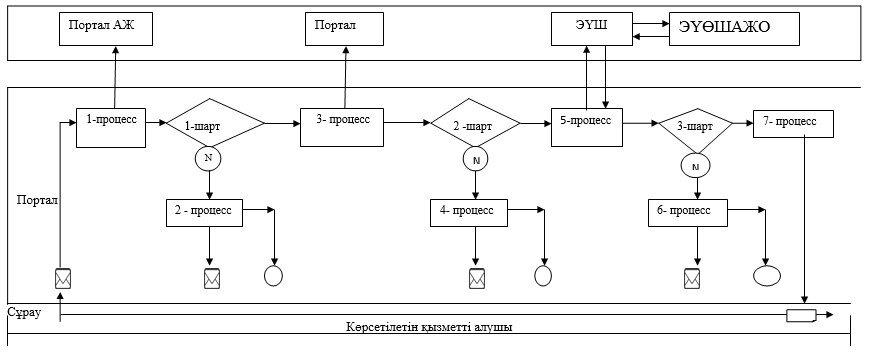 Портал АЖ
Портал
ЭҮШ
ЭҮӨШАЖО
1-процесс
1-шарт
3- процесс
2 -шарт
5-процесс
3-шарт
7- процесс
N
N
N
Портал
2 - процесс
4- процесс
6- процесс
Сұрау
Көрсетілетін қызметті алушы